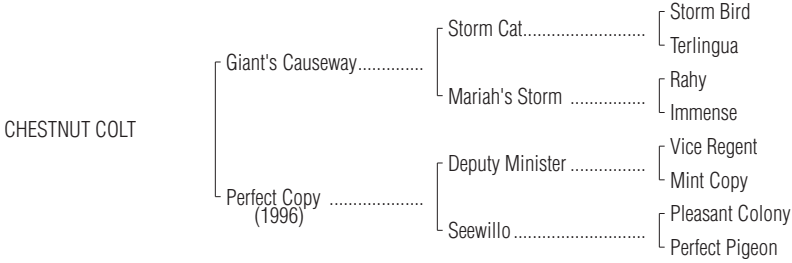 Storm Bird
Storm Cat..........................
Terlingua
Giant's Causeway..............
Rahy
Mariah's Storm ................
Immense
CHESTNUT COLT
Vice Regent
Deputy Minister ................
Mint Copy
Perfect Copy ....................
(1996)
Pleasant Colony
Seewillo ............................
Perfect Pigeon